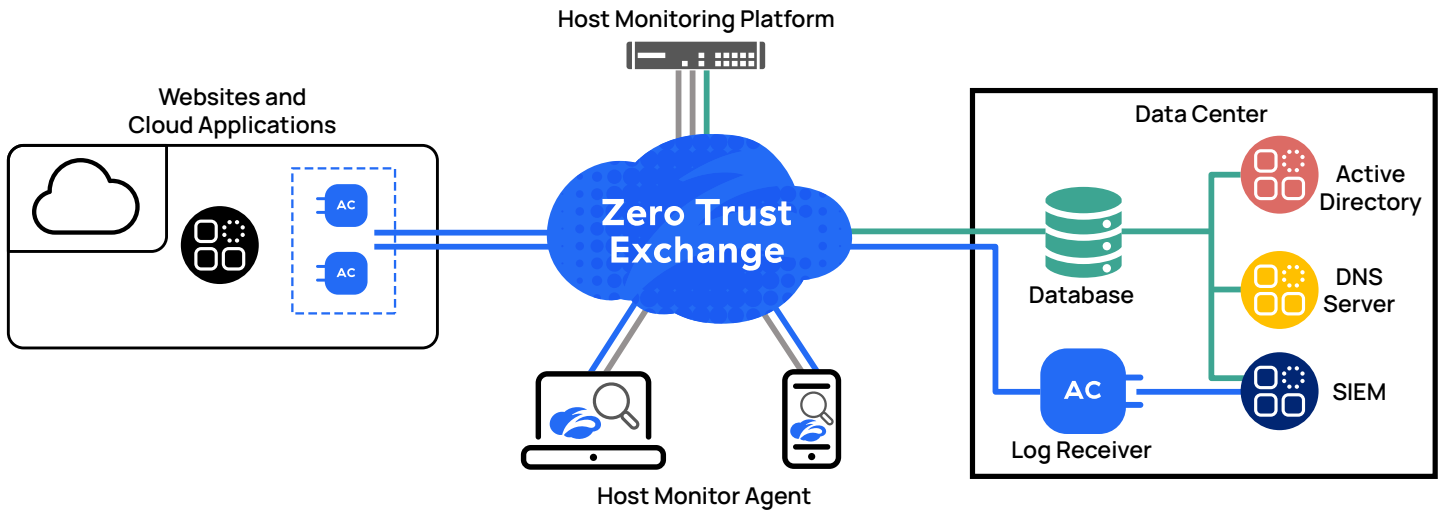 Host Monitoring Platform
Websites and
Cloud Applications
AC
AC
Zero Trust
Exchange
Data Center
Active
Directory
Database
DNS
Server
AC
SIEM
Log Receiver
Host Monitor Agent